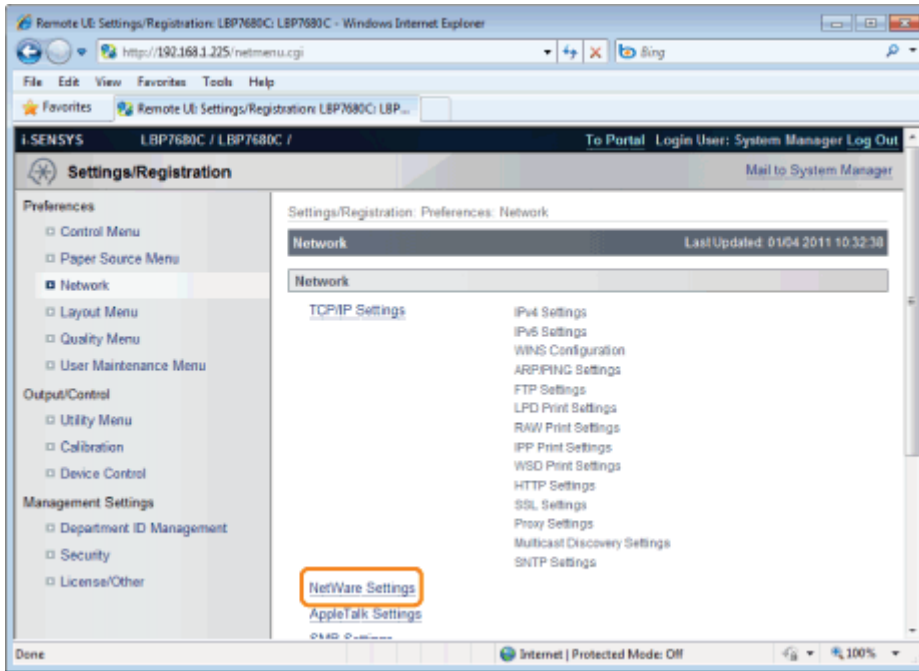 Remote UI: Settings/Registration: LBP7680C: LBP7680C - Windows Internet Explorer
http://192.168.1.225/netmenu.cgi
Bing
File Edit View Favorites Tools Help
Favorites
Remote UI: Settings/Registration: LBP7680C: LBP...
i-SENSYS LBP7680C / LBP7680C / To Portal Login User: System Manager Log Out
Settings/Registration Mail to System Manager
Preferences
Control Menu
Paper Source Menu
Network
Layout Menu
Quality Menu
User Maintenance Menu
Output/Control
Utility Menu
Calibration
Device Control
Management Settings
Department ID Management
Security
License/Other
Settings/Registration: Preferences: Network
Network Last Updated: 01/04 2011 10:32:38
Network
TCP/IP Settings
IPv4 Settings
IPv6 Settings
WINS Configuration
ARP/PING Settings
FTP Settings
LPD Print Settings
RAW Print Settings
IPP Print Settings
WSD Print Settings
HTTP Settings
SSL Settings
Proxy Settings
Multicast Discovery Settings
SNTP Settings
NetWare Settings
AppleTalk Settings
SMB Settings
Done Internet | Protected Mode: Off 100%